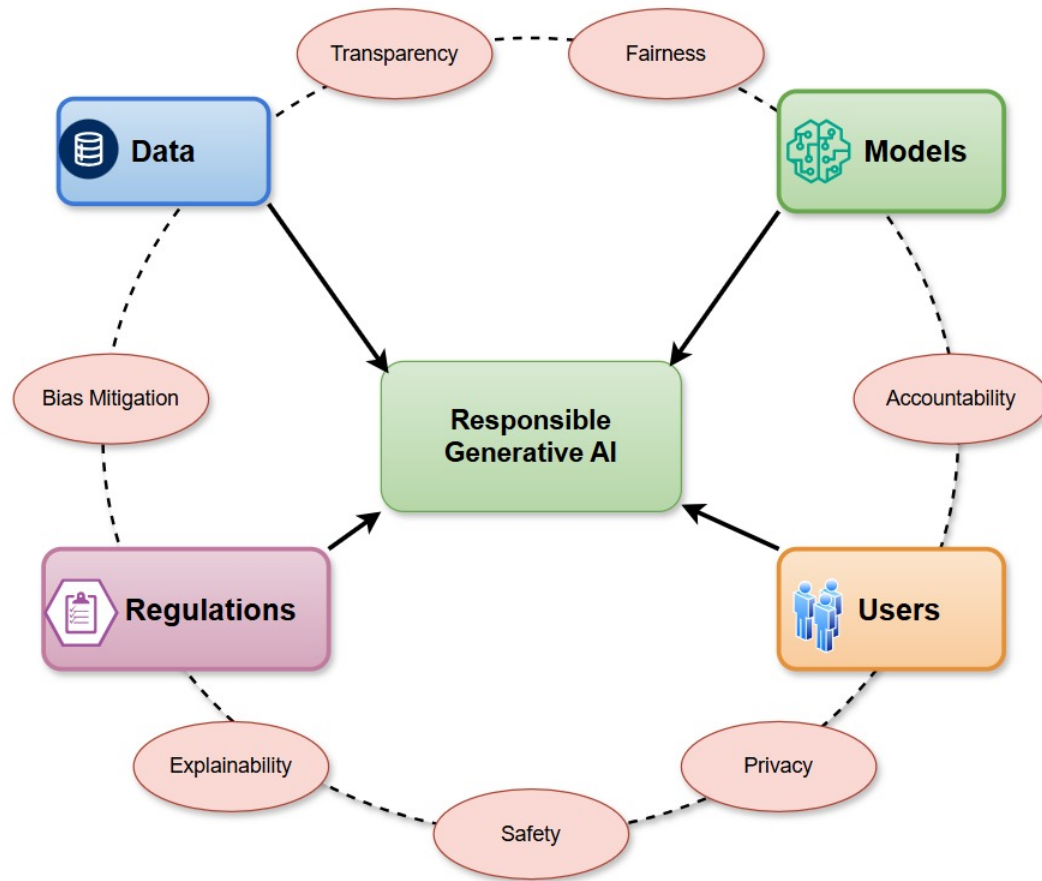 Transparency
Fairness
Data
Models
Bias Mitigation
Responsible
Generative AI
Accountability
Regulations
Users
Explainability
Privacy
Safety